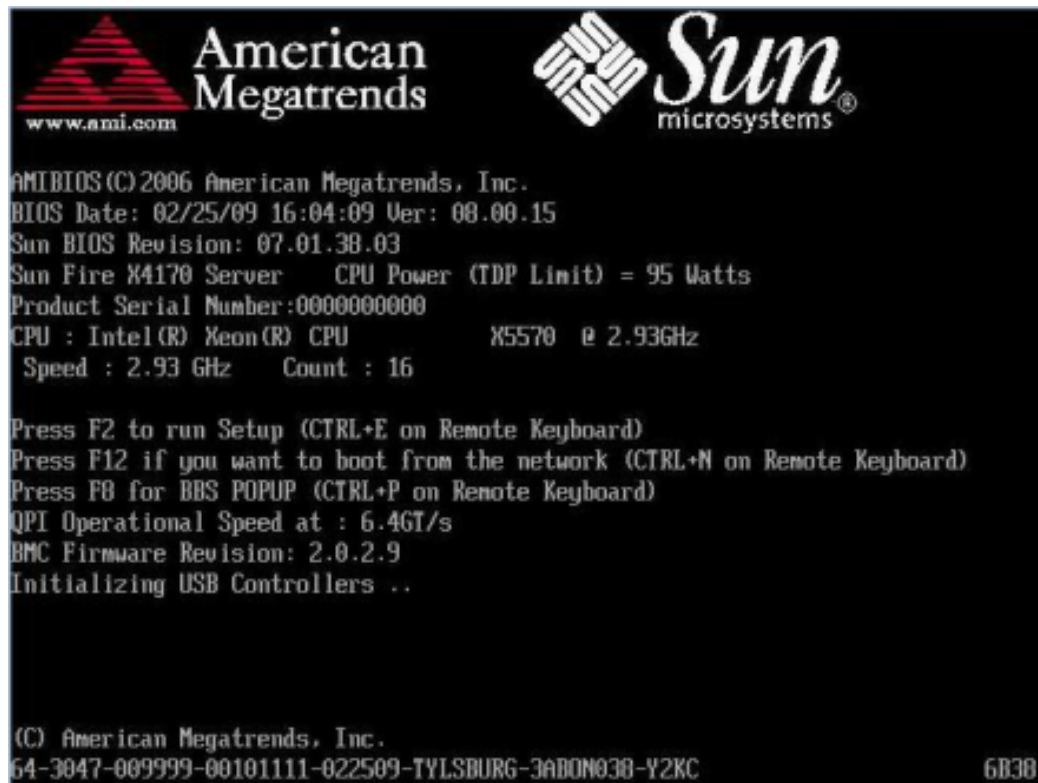 American
Megatrends
www.ami.com
Sun®
microsystems
AMIBIOS(C)2006 American Megatrends, Inc.
BIOS Date: 02/25/09 16:04:09 Ver: 08.00.15
Sun BIOS Revision: 07.01.38.03
Sun Fire X4170 Server    CPU Power (TDP Limit) = 95 Watts
Product Serial Number:0000000000
CPU : Intel(R) Xeon(R) CPU           X5570  @ 2.93GHz
 Speed : 2.93 GHz    Count : 16
Press F2 to run Setup (CTRL+E on Remote Keyboard)
Press F12 if you want to boot from the network (CTRL+N on Remote Keyboard)
Press F8 for BBS POPUP (CTRL+P on Remote Keyboard)
QPI Operational Speed at : 6.4GT/s
BMC Firmware Revision: 2.0.2.9
Initializing USB Controllers ..
(C) American Megatrends, Inc.
64-3047-009999-00101111-022509-TYLSBURG-3ABON038-Y2KC 6B38